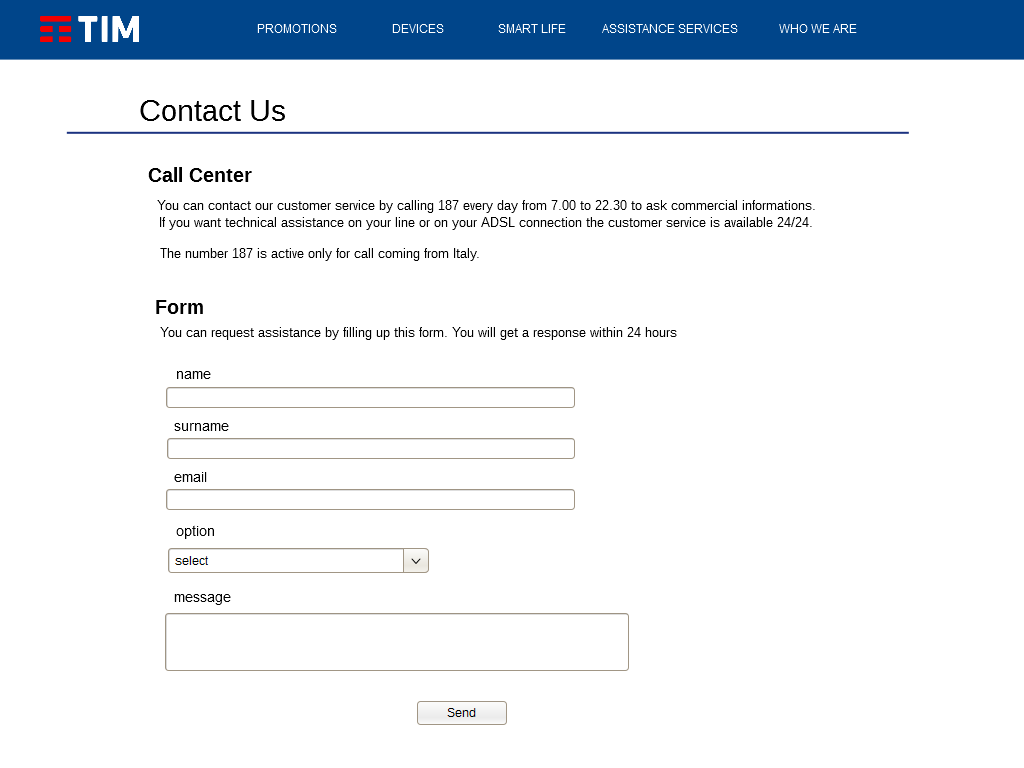 TIM
PROMOTIONS DEVICES SMART LIFE ASSISTANCE SERVICES WHO WE ARE
Contact Us
Call Center
You can contact our customer service by calling 187 every day from 7.00 to 22.30 to ask commercial informations.
If you want technical assistance on your line or on your ADSL connection the customer service is available 24/24.
The number 187 is active only for call coming from Italy.
Form
You can request assistance by filling up this form. You will get a response within 24 hours
name
surname
email
option
select
message
Send